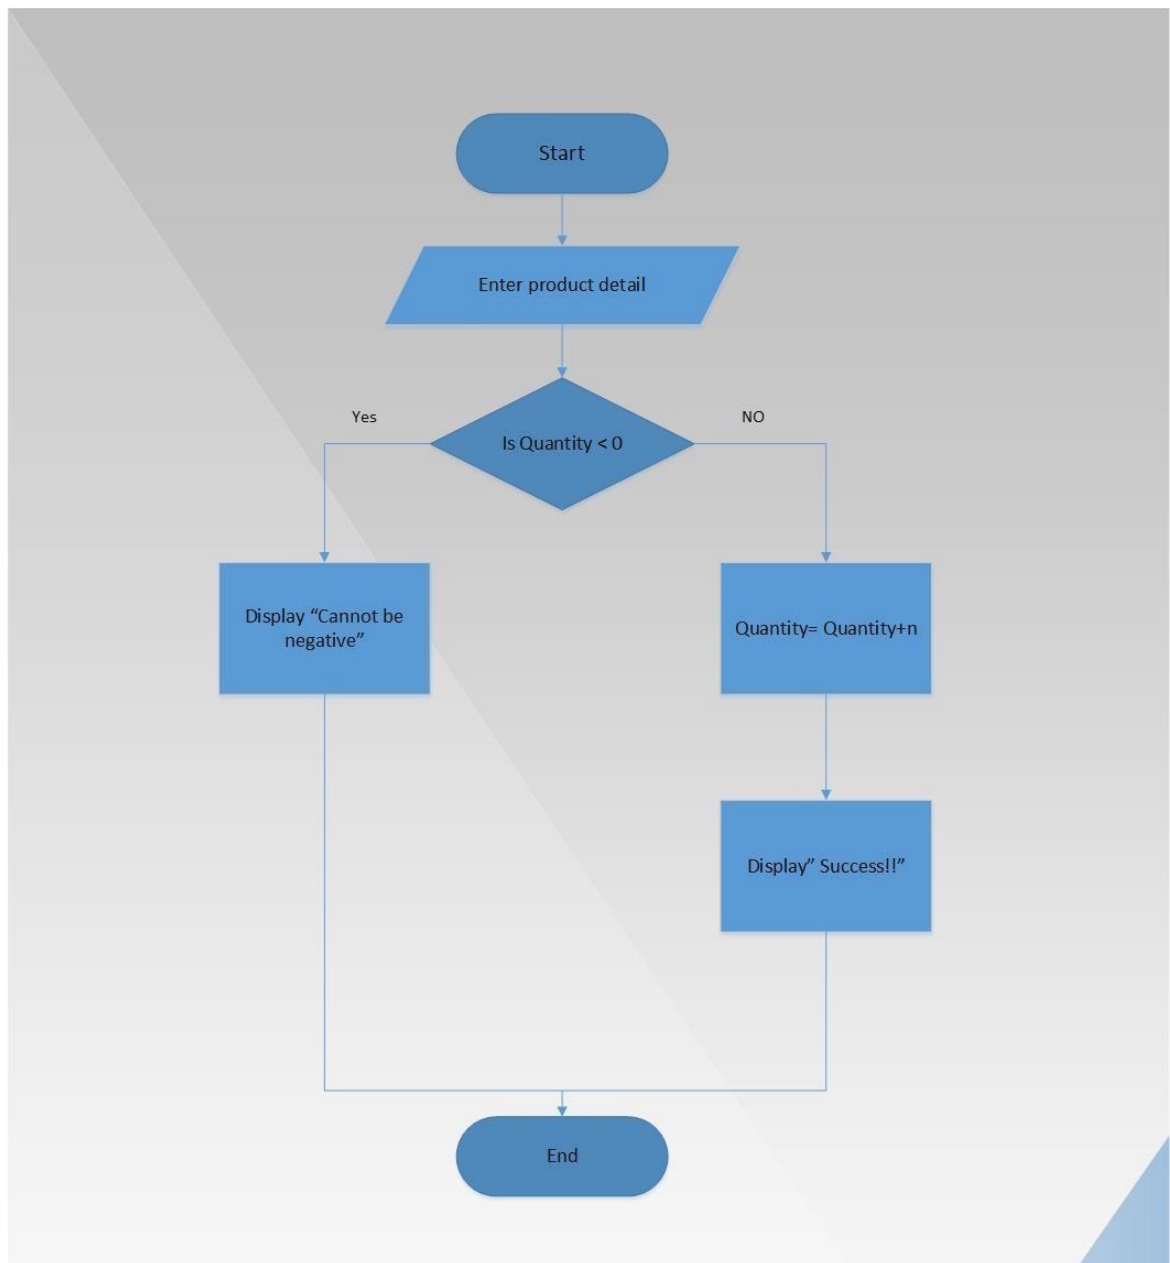 Start
Enter product detail
Yes
NO
Is Quantity < 0
Display “Cannot be
negative”
Quantity= Quantity+n
Display” Success!!”
End